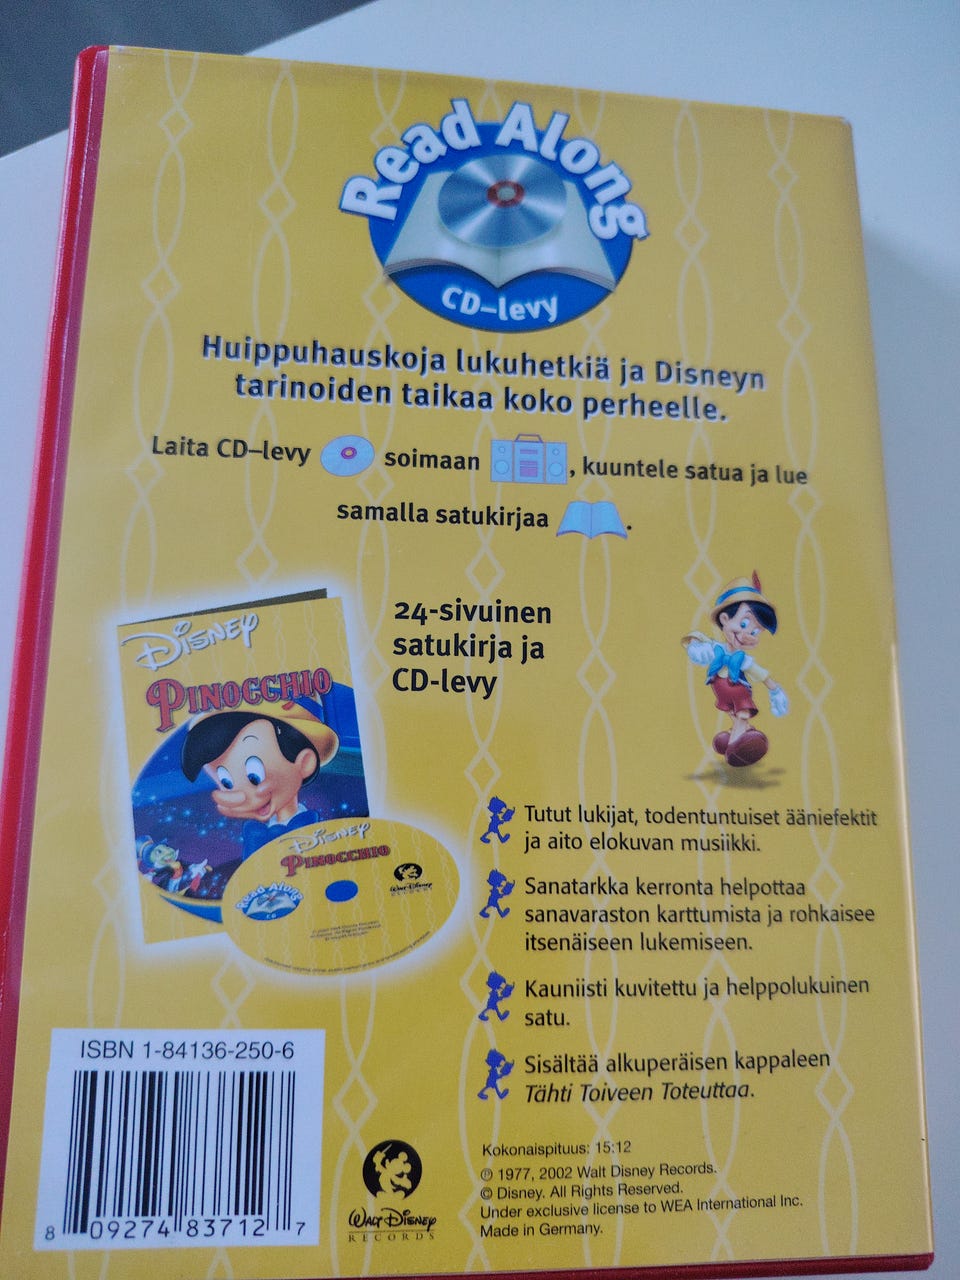 Read Along
CD–levy
Huippuhauskoja lukuhetkiä ja Disneyn
tarinoiden taikaa koko perheelle.
Laita CD–levy soimaan , kuuntele satua ja lue
samalla satukirjaa .
24-sivuinen
satukirja ja
CD-levy
Disney
Pinocchio
Disney
Pinocchio
Read Along
CD
Walt Disney
RECORDS
Tutut lukijat, todentuntuiset ääniefektit
ja aito elokuvan musiikki.
Sanatarkka kerronta helpottaa
sanavaraston karttumista ja rohkaisee
itsenäiseen lukemiseen.
Kauniisti kuvitettu ja helppolukuinen
satu.
Sisältää alkuperäisen kappaleen
Tähti Toiveen Toteuttaa.
ISBN 1-84136-250-6
8 09274 83712 7
Walt Disney
RECORDS
Kokonaispituus: 15:12
℗ 1977, 2002 Walt Disney Records.
© Disney. All Rights Reserved.
Under exclusive license to WEA International Inc.
Made in Germany.